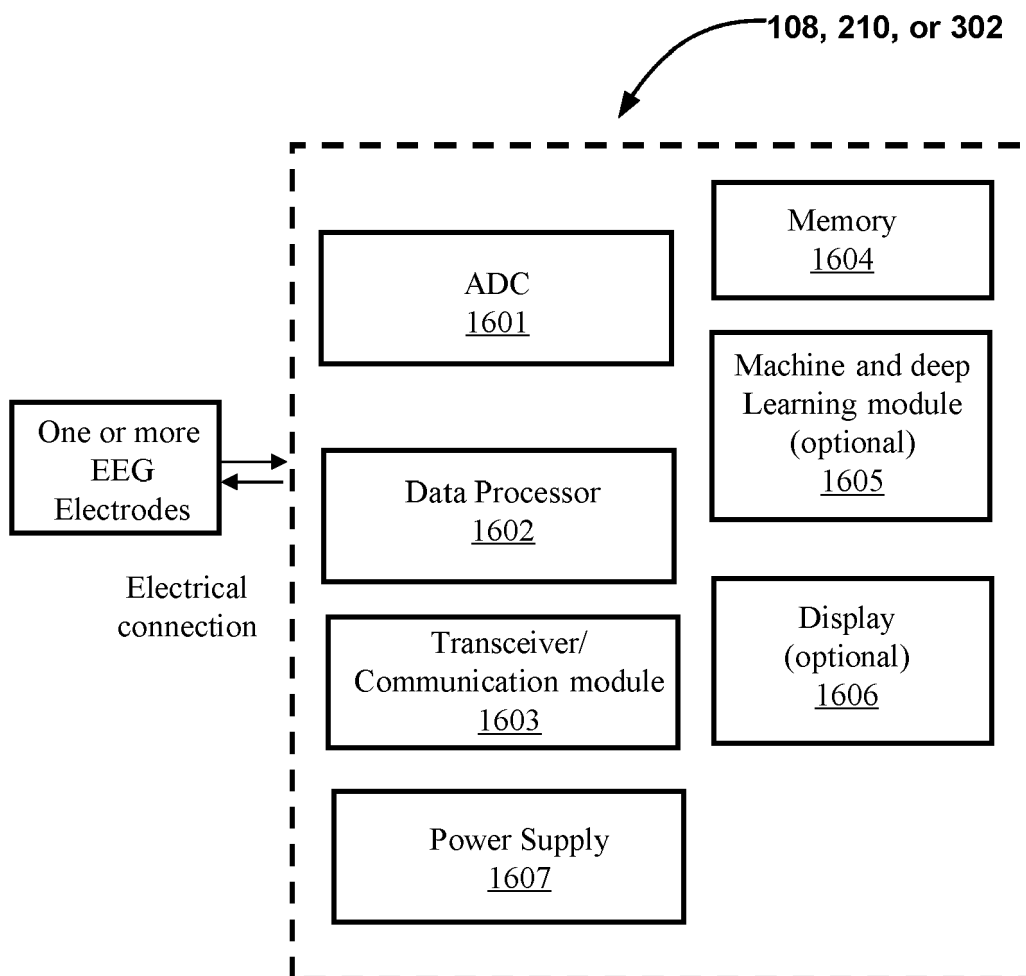 108, 210, or 302
One or more
EEG
Electrodes
Electrical
connection
ADC
1601
Data Processor
1602
Transceiver/
Communication module
1603
Power Supply
1607
Memory
1604
Machine and deep
Learning module
(optional)
1605
Display
(optional)
1606